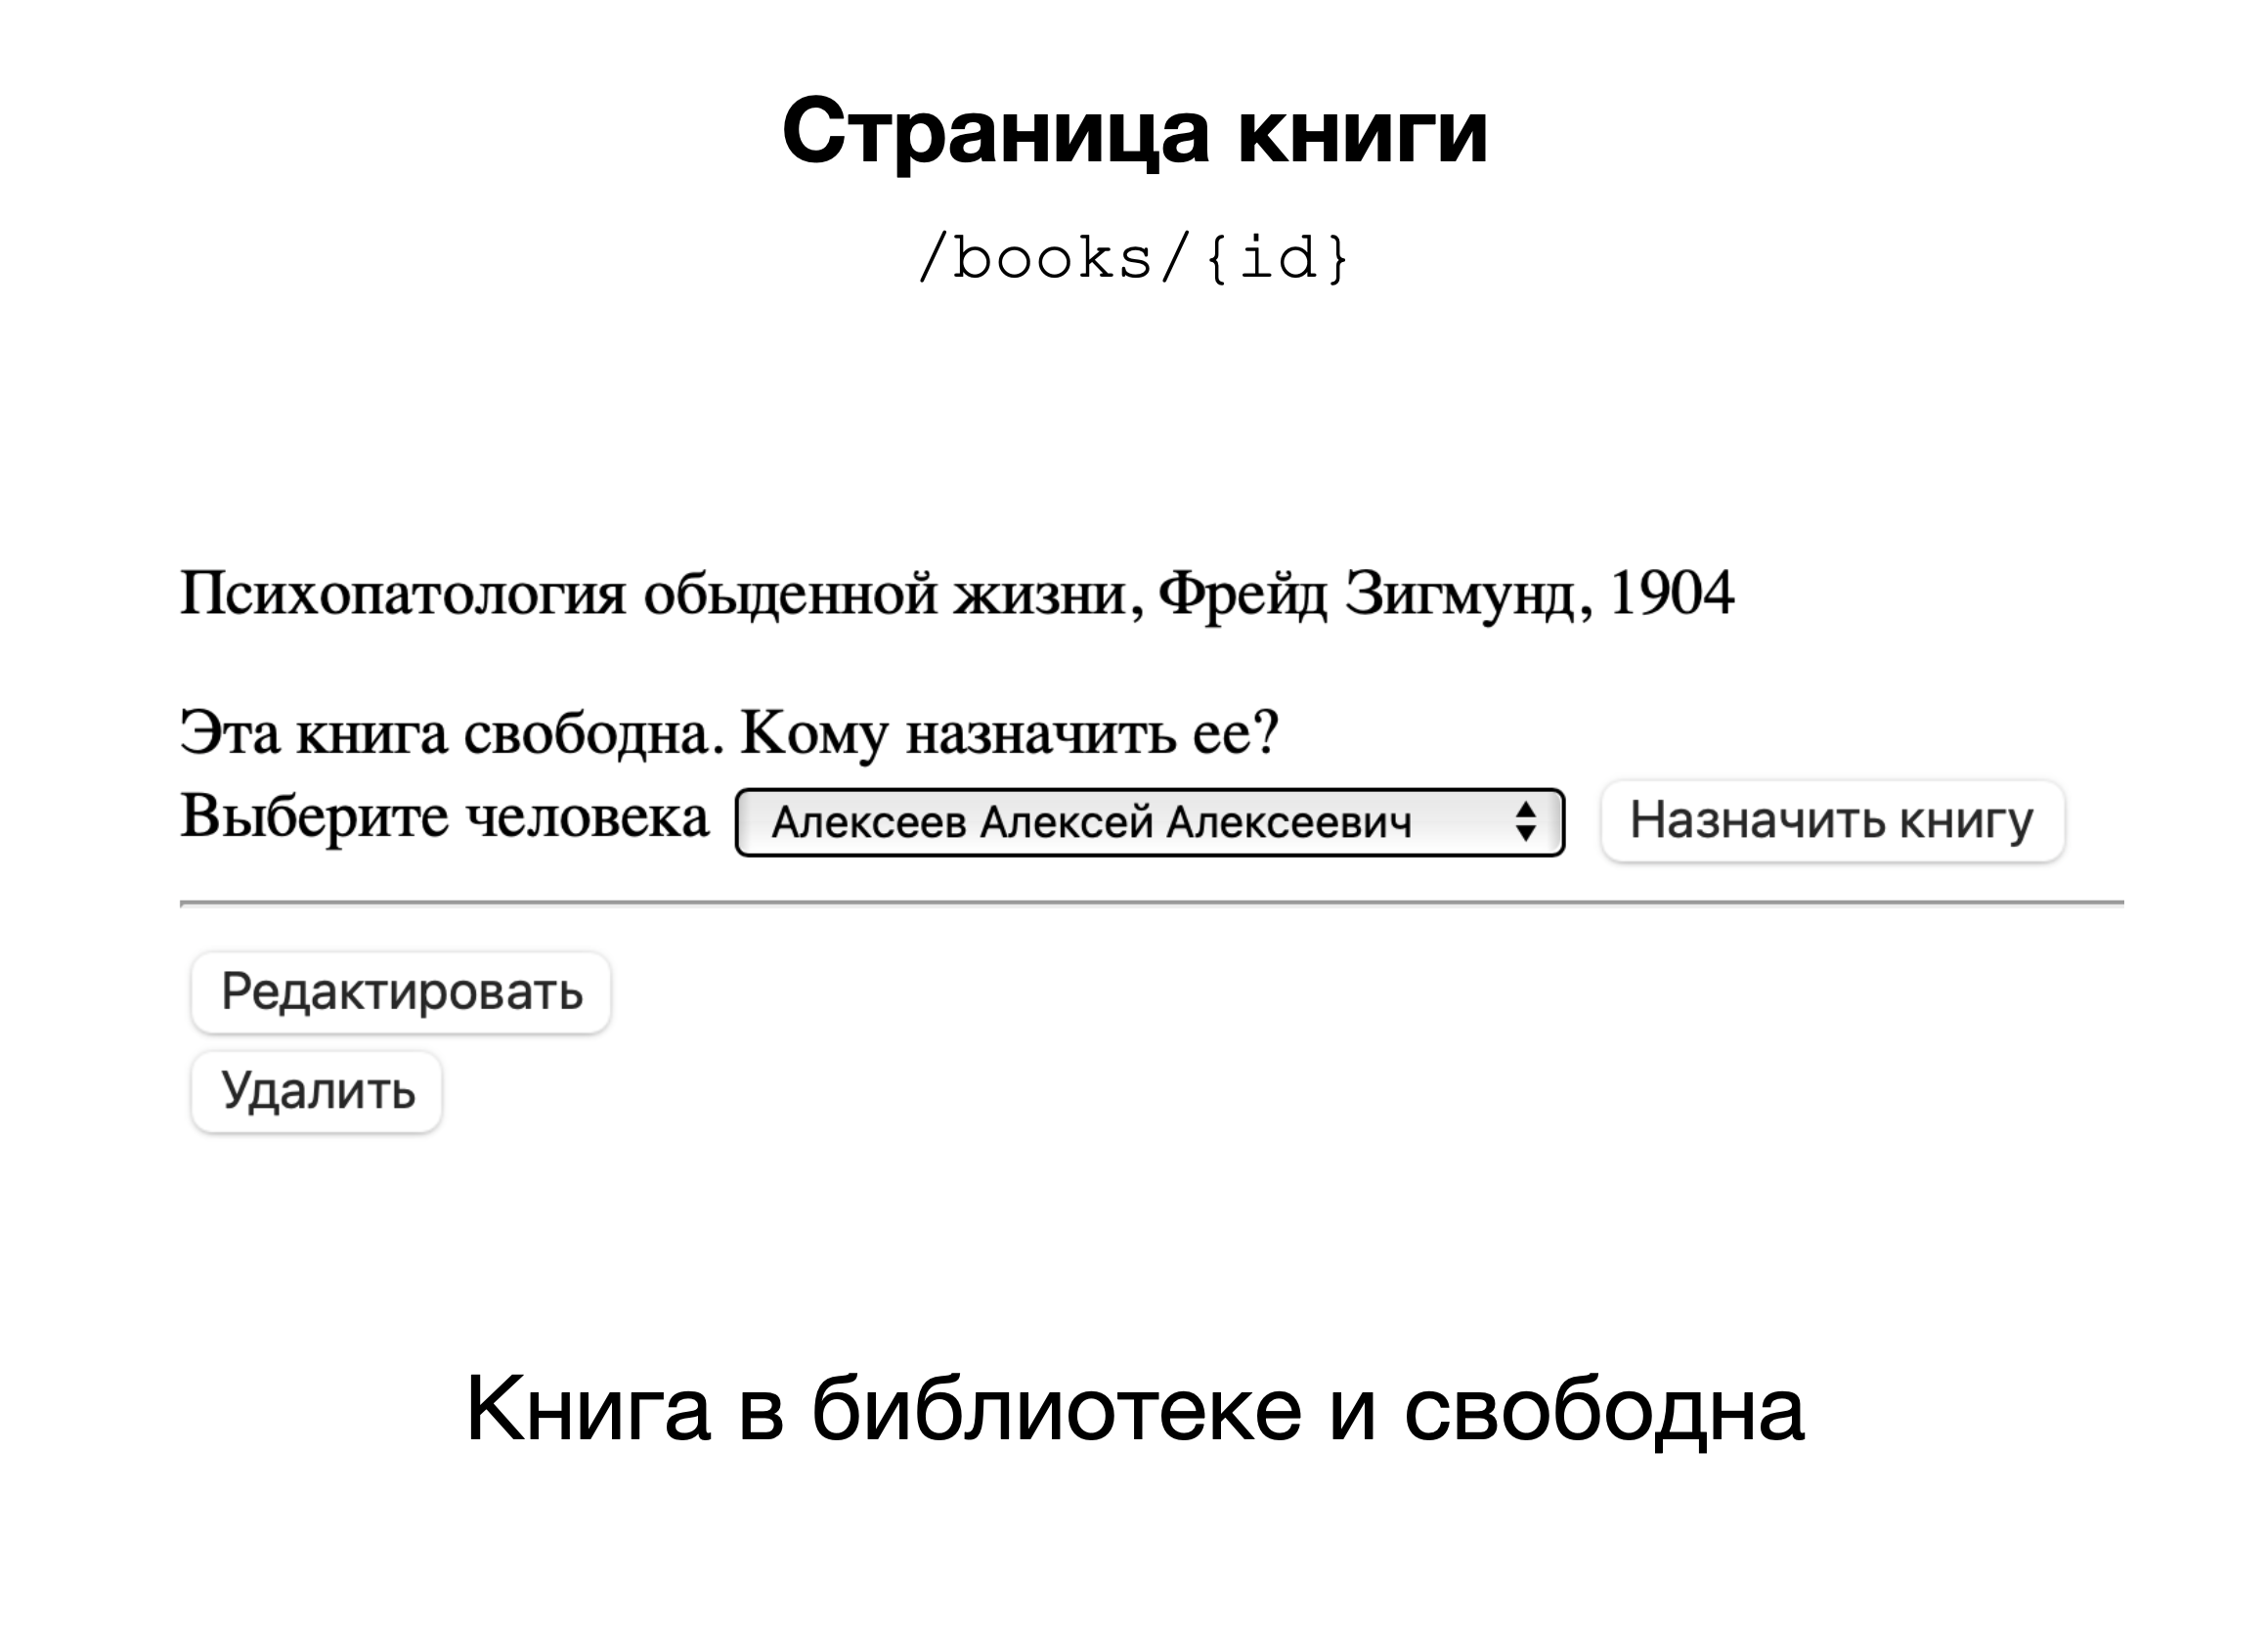 Страница книги
/books/{id}
Психопатология обыденной жизни, Фрейд Зигмунд, 1904
Эта книга свободна. Кому назначить ее?
Выберите человека Алексеев Алексей Алексеевич Назначить книгу
Редактировать
Удалить
Книга в библиотеке и свободна